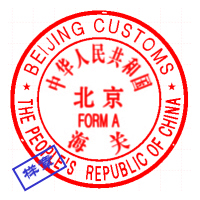 ★ BEIJING CUSTOMS ★
THE PEOPLE'S REPUBLIC OF CHINA
中华人民共和国
北京
FORM A
海关